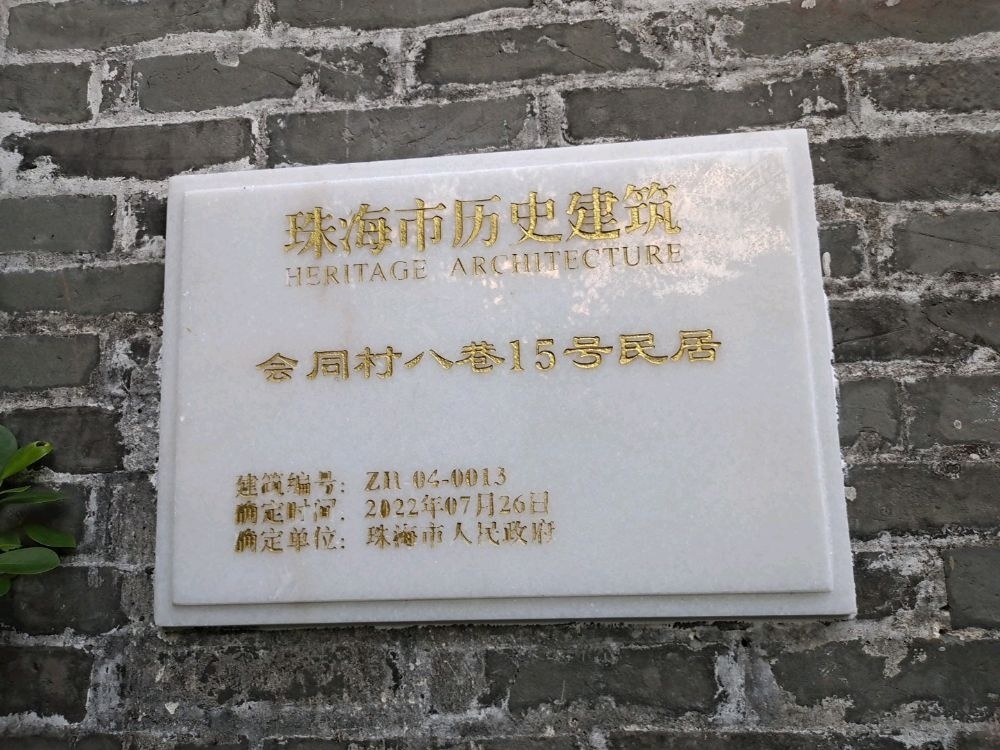 珠海市历史建筑
HERITAGE ARCHITECTURE
会同村八巷15号民居
建筑编号: ZH-04-0013
确定时间: 2022年07月26日
确定单位: 珠海市人民政府